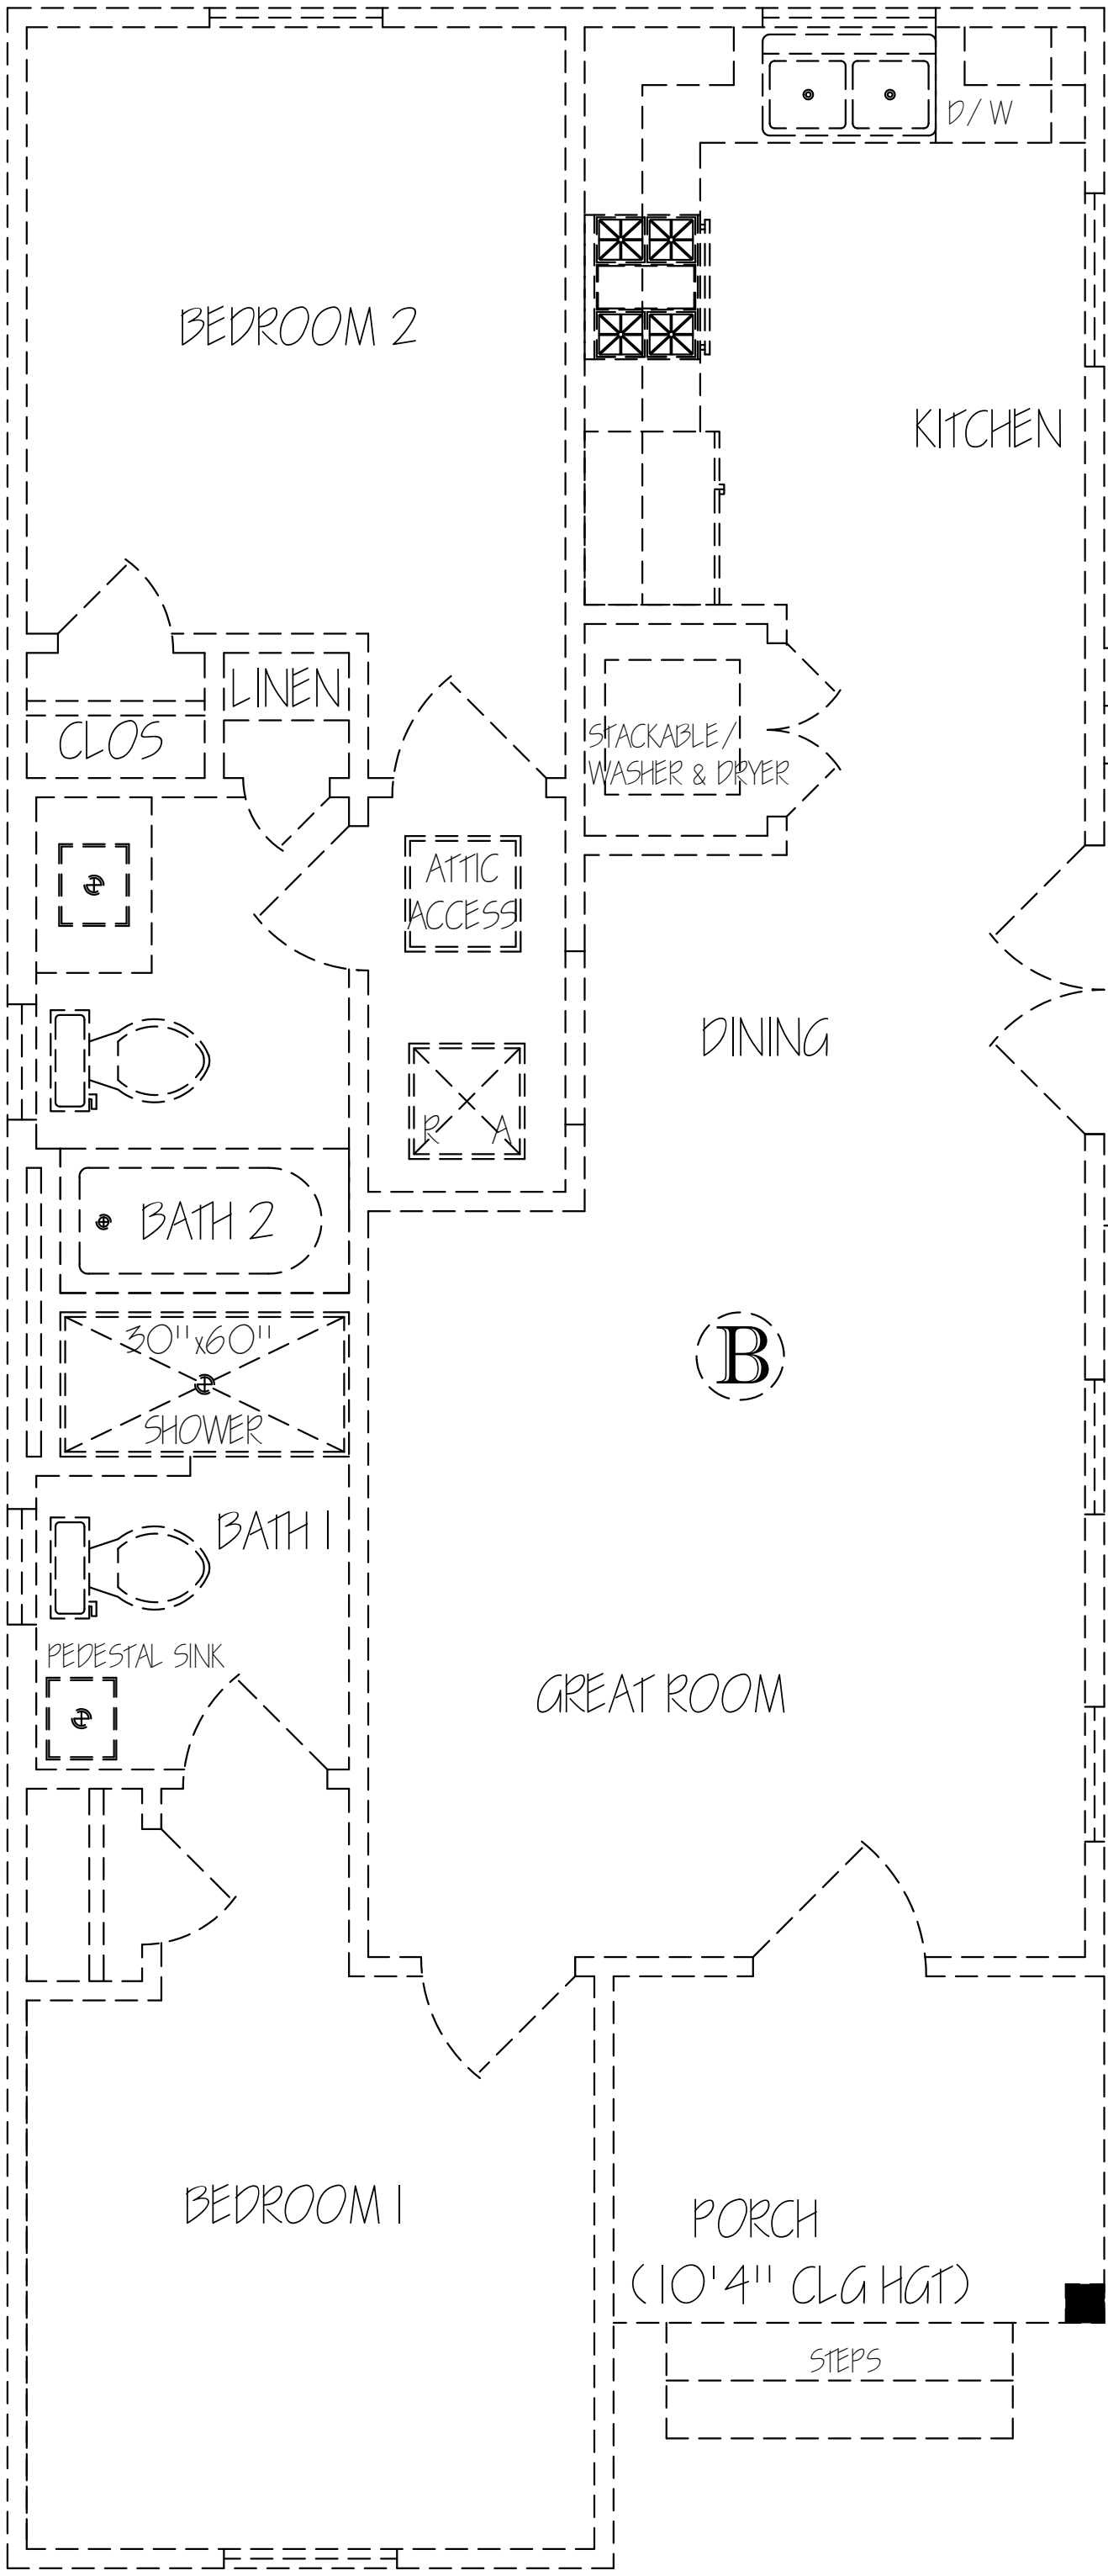 D/W
BEDROOM 2
KITCHEN
LINEN
CLOS
STACKABLE/
WASHER & DRYER
ATTIC
ACCESS
DINING
R A
BATH 2
30"x60"
SHOWER
B
BATH 1
PEDESTAL SINK
GREAT ROOM
BEDROOM 1
PORCH
(10'4" CLG HGT)
STEPS